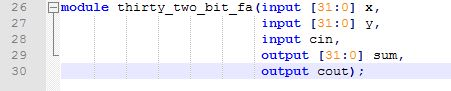 26 module thirty_two_bit_fa(input [31:0] x,
27 input [31:0] y,
28 input cin,
29 output [31:0] sum,
30 output cout);